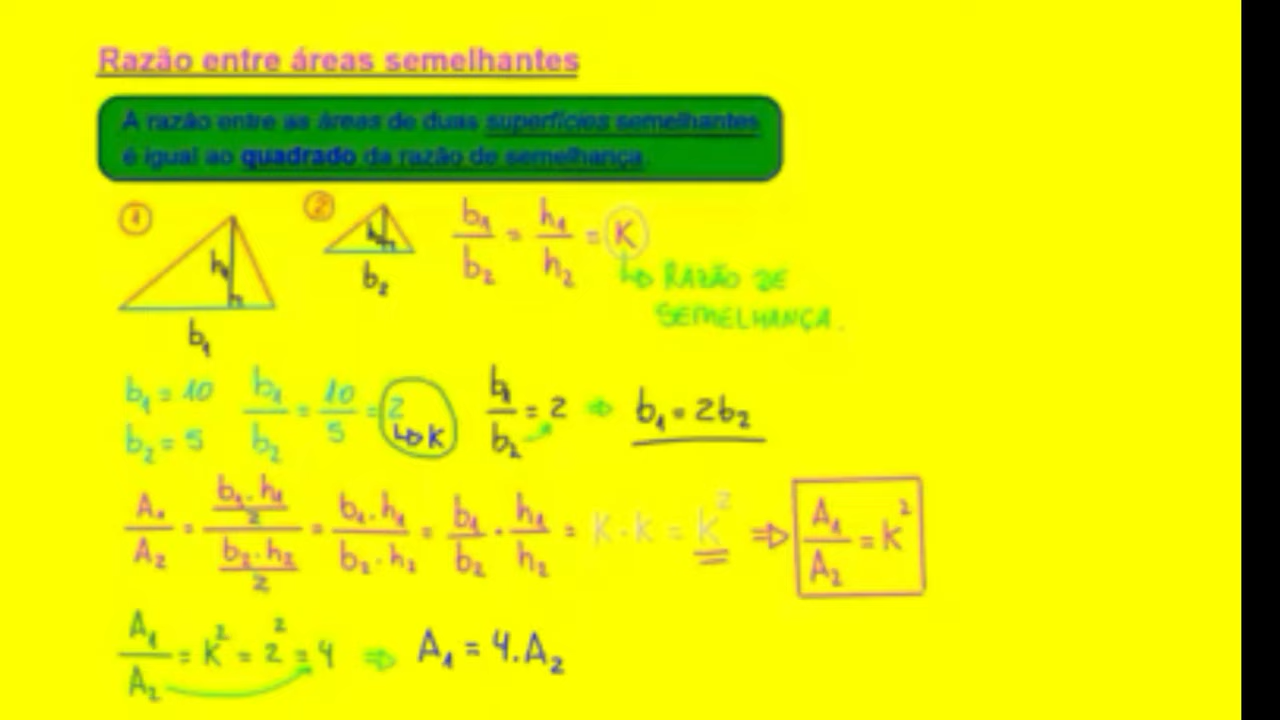 Razão entre áreas semelhantes
A razão entre as áreas de duas superfícies semelhantes
é igual ao quadrado da razão de semelhança.
1 2 b₁/b₂ = h₁/h₂ = K
h₁ h₂
↳ RAZÃO DE
SEMELHANÇA.
b₁ b₂
b₁ = 10 b₁/b₂ = 10/5 = 2 b₁/b₂ = 2 ⇒ b₁ = 2b₂
b₂ = 5 ↳ K
A₁/A₂ = (b₁.h₁/2)/(b₂.h₂/2) = b₁.h₁/b₂.h₂ = b₁/b₂ . h₁/h₂ = K.K = K² ⇒ A₁/A₂ = K²
A₁/A₂ = K² = 2² = 4 ⇒ A₁ = 4.A₂